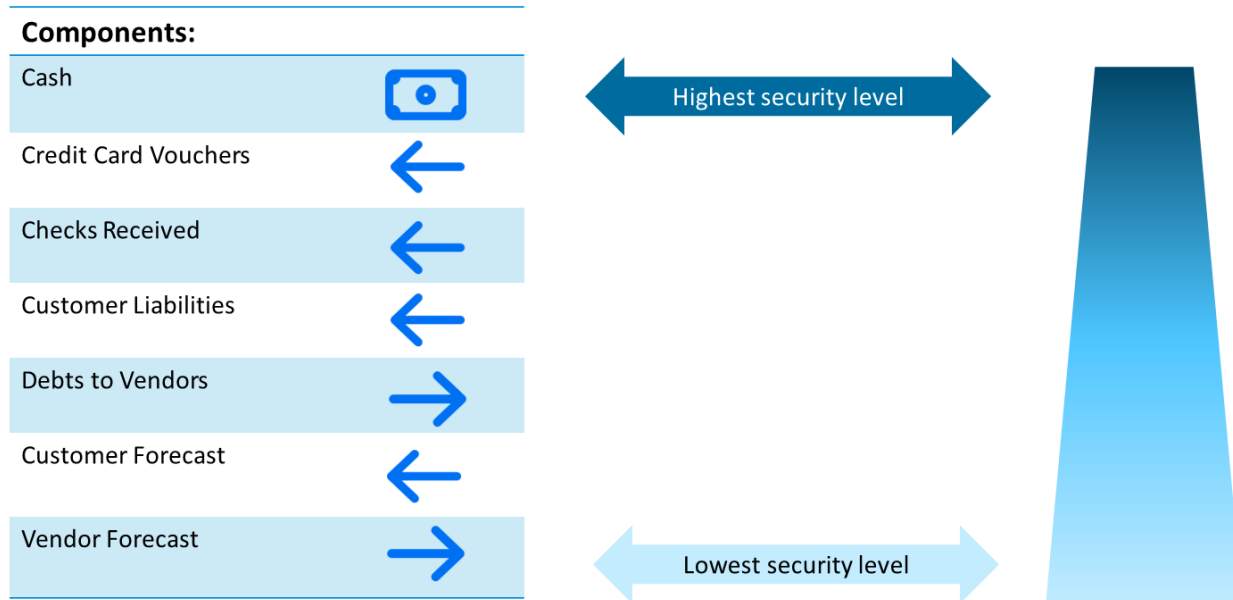 Components:
Cash
Highest security level
Credit Card Vouchers
Checks Received
Customer Liabilities
Debts to Vendors
Customer Forecast
Vendor Forecast
Lowest security level